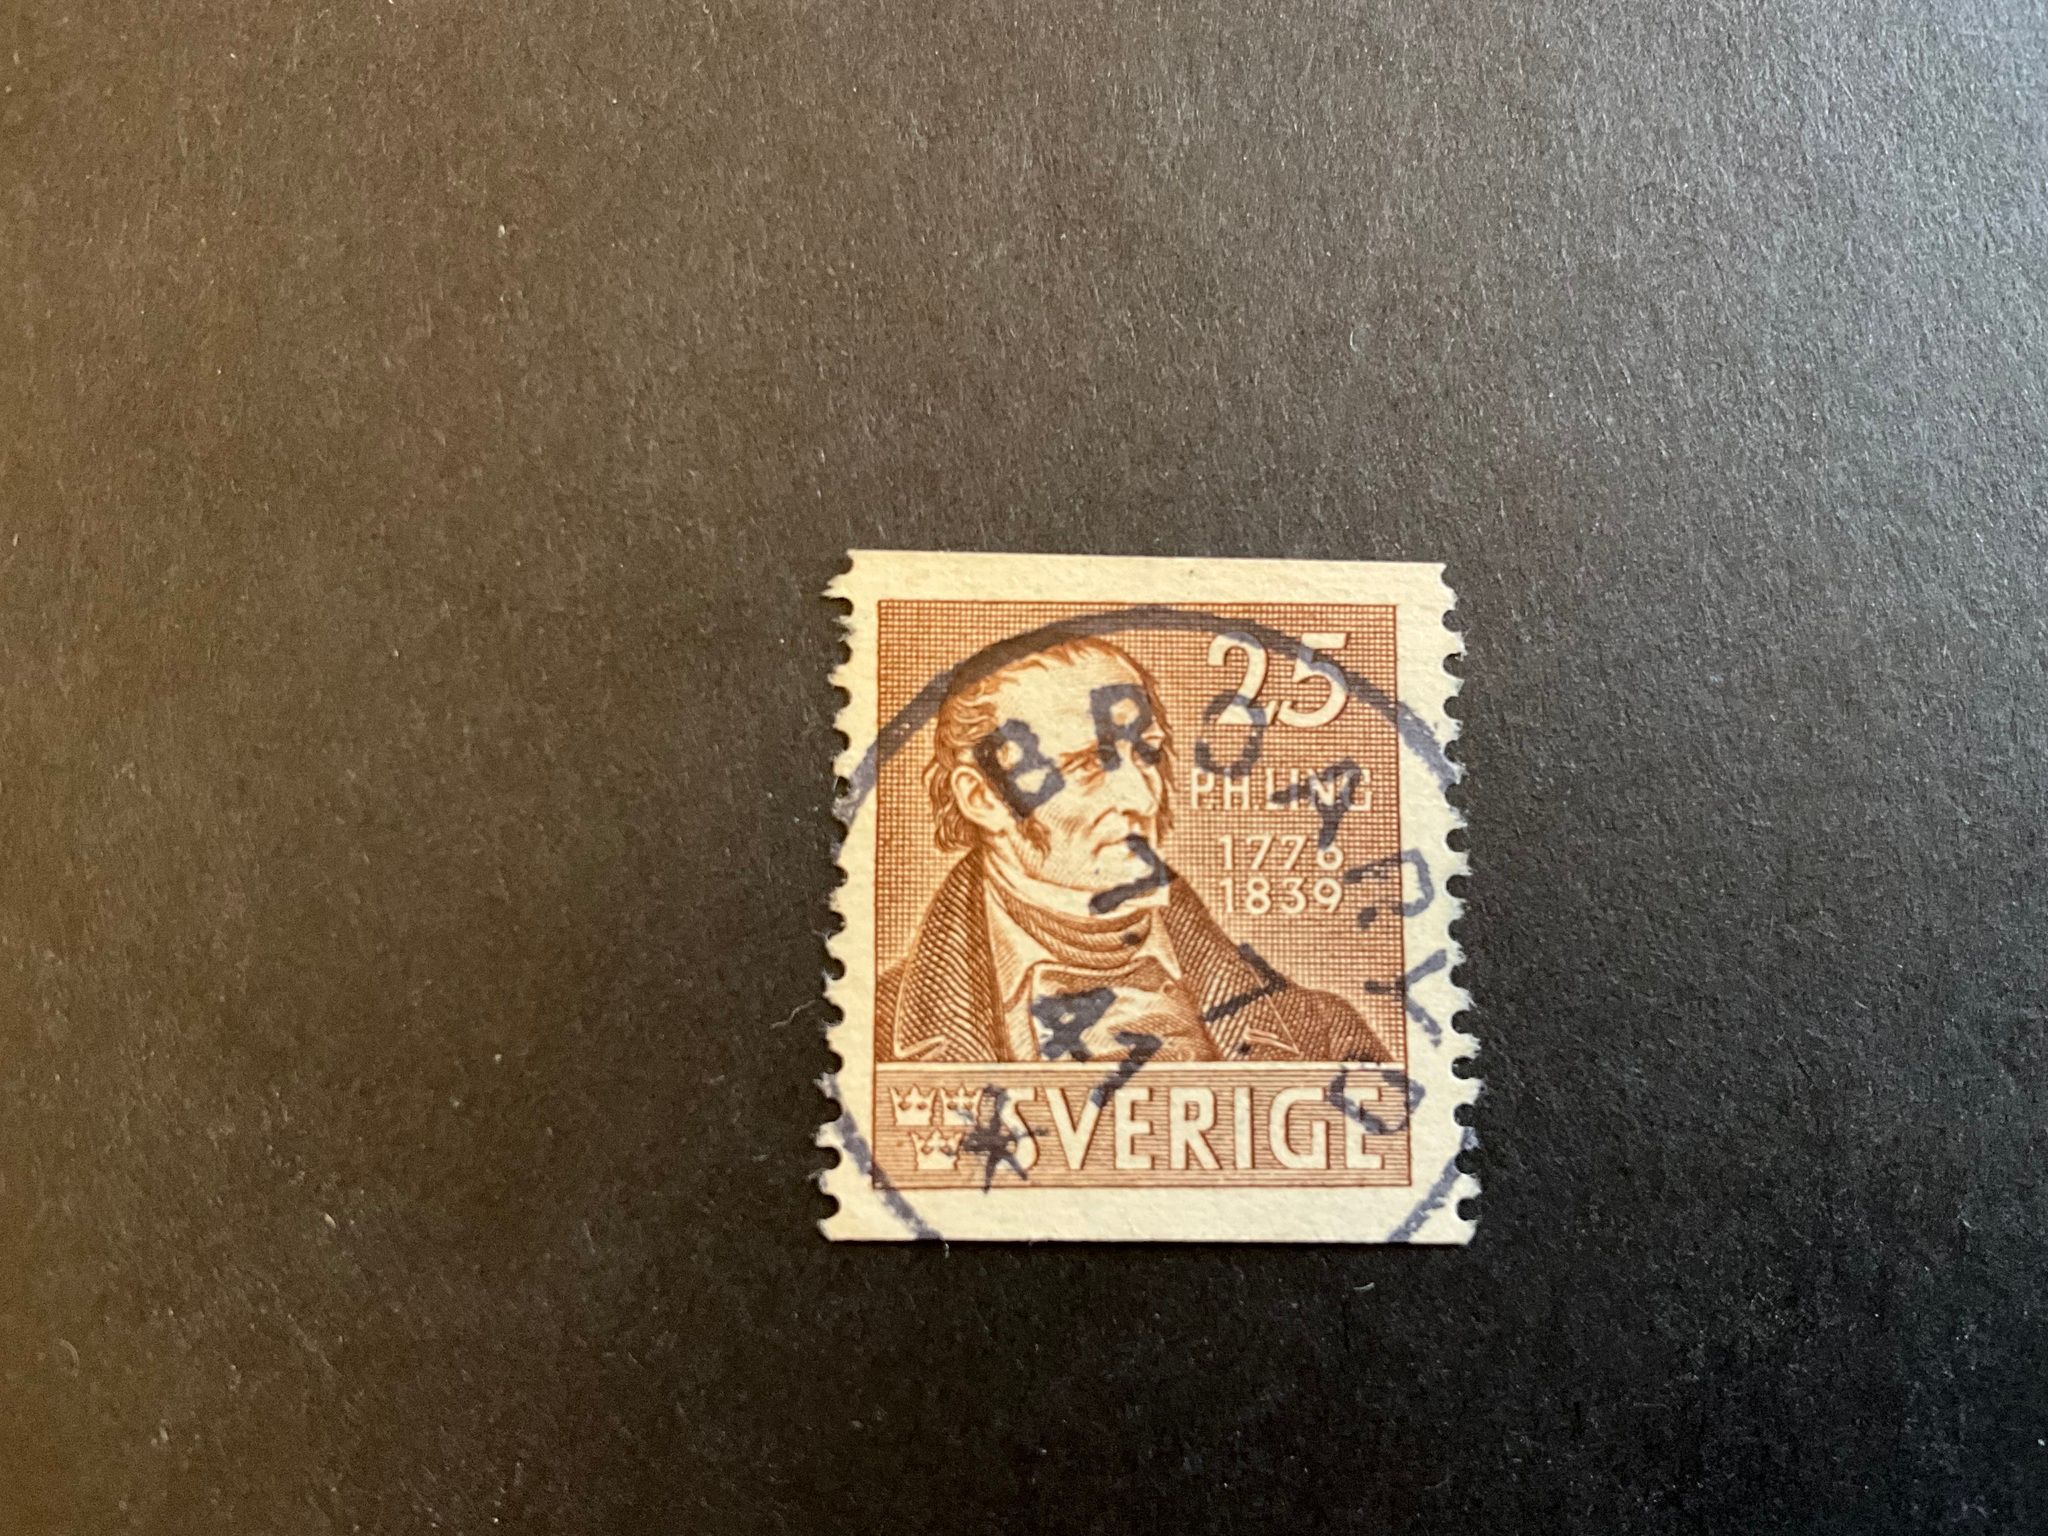 25
P.H.LING
1776
1839
SVERIGE
BROARYD